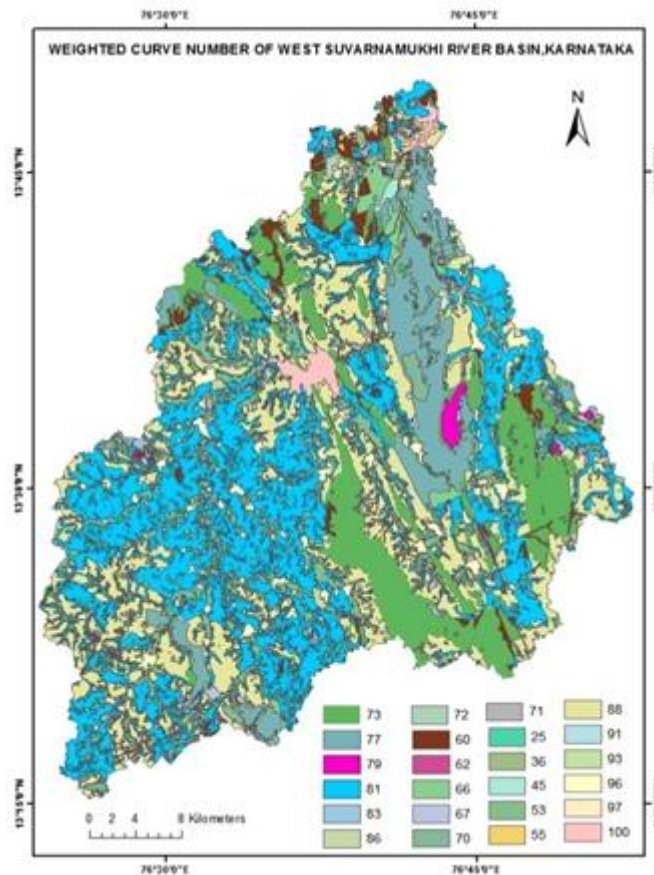 76°30'0"E 76°45'0"E
WEIGHTED CURVE NUMBER OF WEST SUVARNAMUKHI RIVER BASIN,KARNATAKA
N
73 72 71 88
77 60 25 91
79 62 36 93
81 66 45 96
83 67 53 97
86 70 55 100
0 2 4 8 Kilometers
76°30'0"E 76°45'0"E